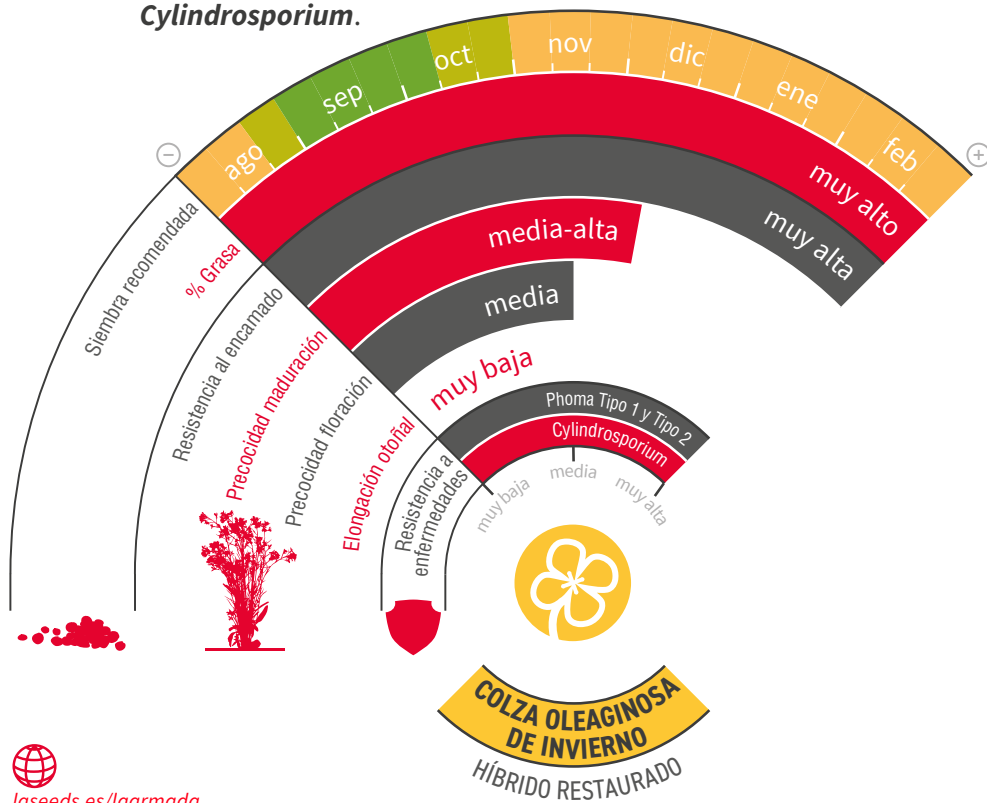 Cylindrosporium.
ago
sep
oct
nov
dic
ene
feb
−
+
Siembra recomendada
% Grasa
muy alto
Resistencia al encamado
muy alta
Precocidad maduración
media-alta
Precocidad floración
media
Elongación otoñal
muy baja
Resistencia a
enfermedades
Phoma Tipo 1 y Tipo 2
Cylindrosporium
muy baja
media
muy alta
COLZA OLEAGINOSA
DE INVIERNO
HÍBRIDO RESTAURADO
lgseeds.es/lgarmada